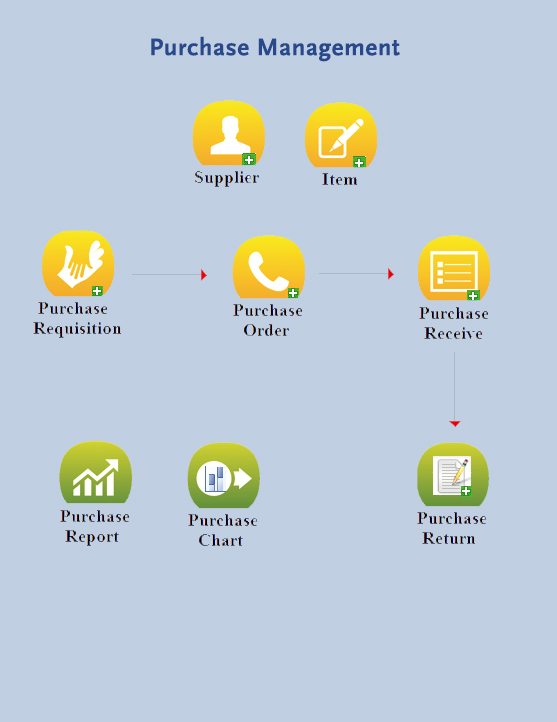 Purchase Management
Supplier
Item
Purchase
Requisition
Purchase
Order
Purchase
Receive
Purchase
Report
Purchase
Chart
Purchase
Return